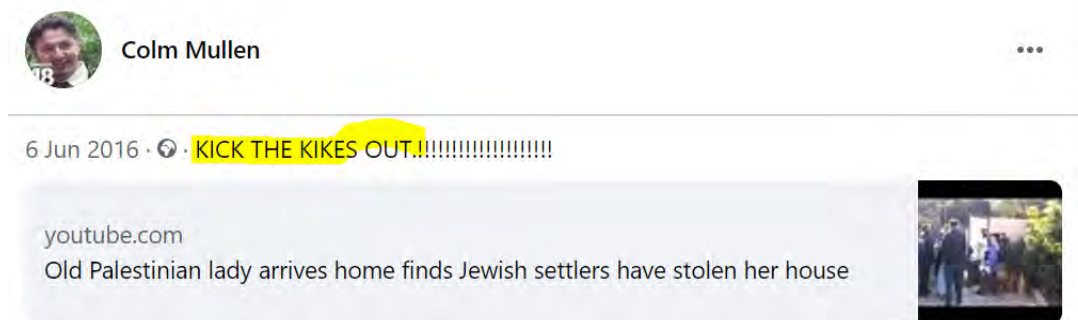 Colm Mullen
6 Jun 2016 · · KICK THE KIKES OUT.!!!!!!!!!!!!!!!!!!!!
youtube.com
Old Palestinian lady arrives home finds Jewish settlers have stolen her house